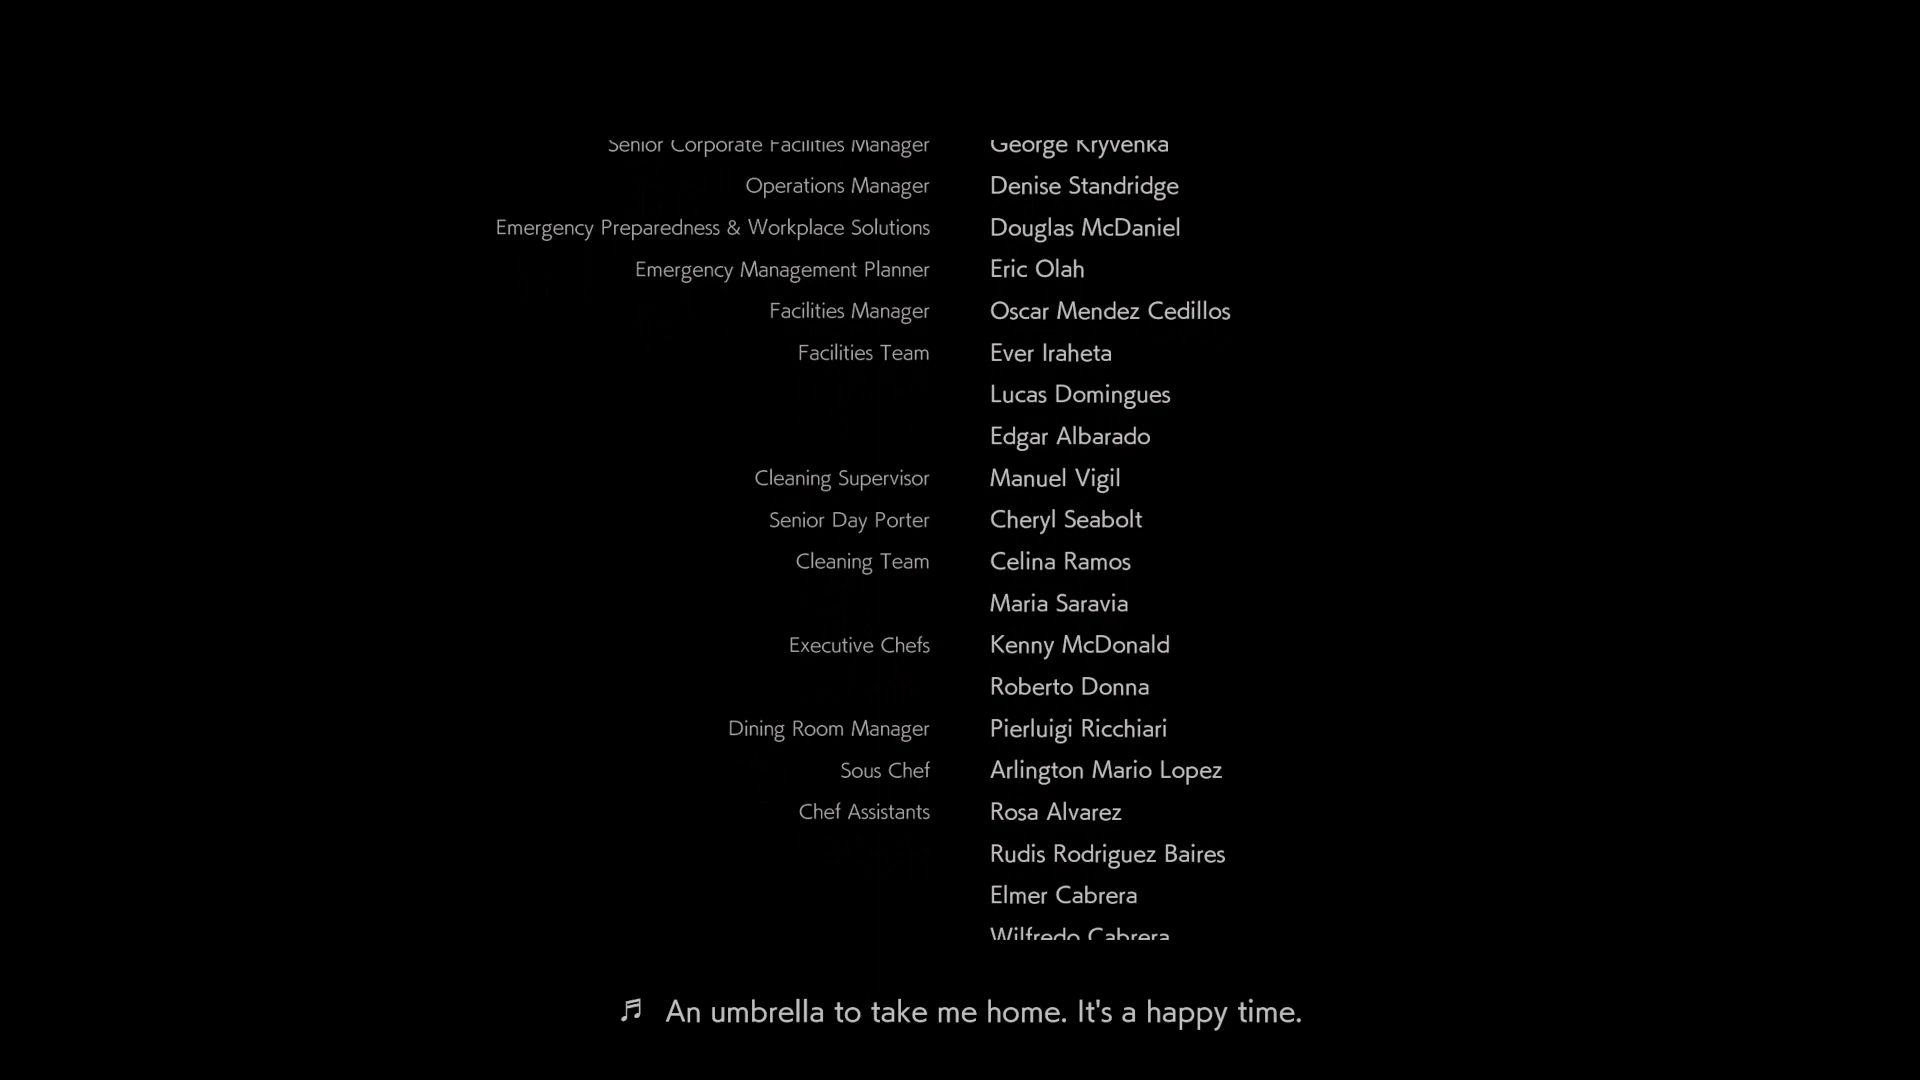 Senior Corporate Facilities Manager George Kryvenka
Operations Manager Denise Standridge
Emergency Preparedness & Workplace Solutions Douglas McDaniel
Emergency Management Planner Eric Olah
Facilities Manager Oscar Mendez Cedillos
Facilities Team Ever Iraheta
Lucas Domingues
Edgar Albarado
Cleaning Supervisor Manuel Vigil
Senior Day Porter Cheryl Seabolt
Cleaning Team Celina Ramos
Maria Saravia
Executive Chefs Kenny McDonald
Roberto Donna
Dining Room Manager Pierluigi Ricchiari
Sous Chef Arlington Mario Lopez
Chef Assistants Rosa Alvarez
Rudis Rodriguez Baires
Elmer Cabrera
Wilfredo Cabrera
♬ An umbrella to take me home. It's a happy time.